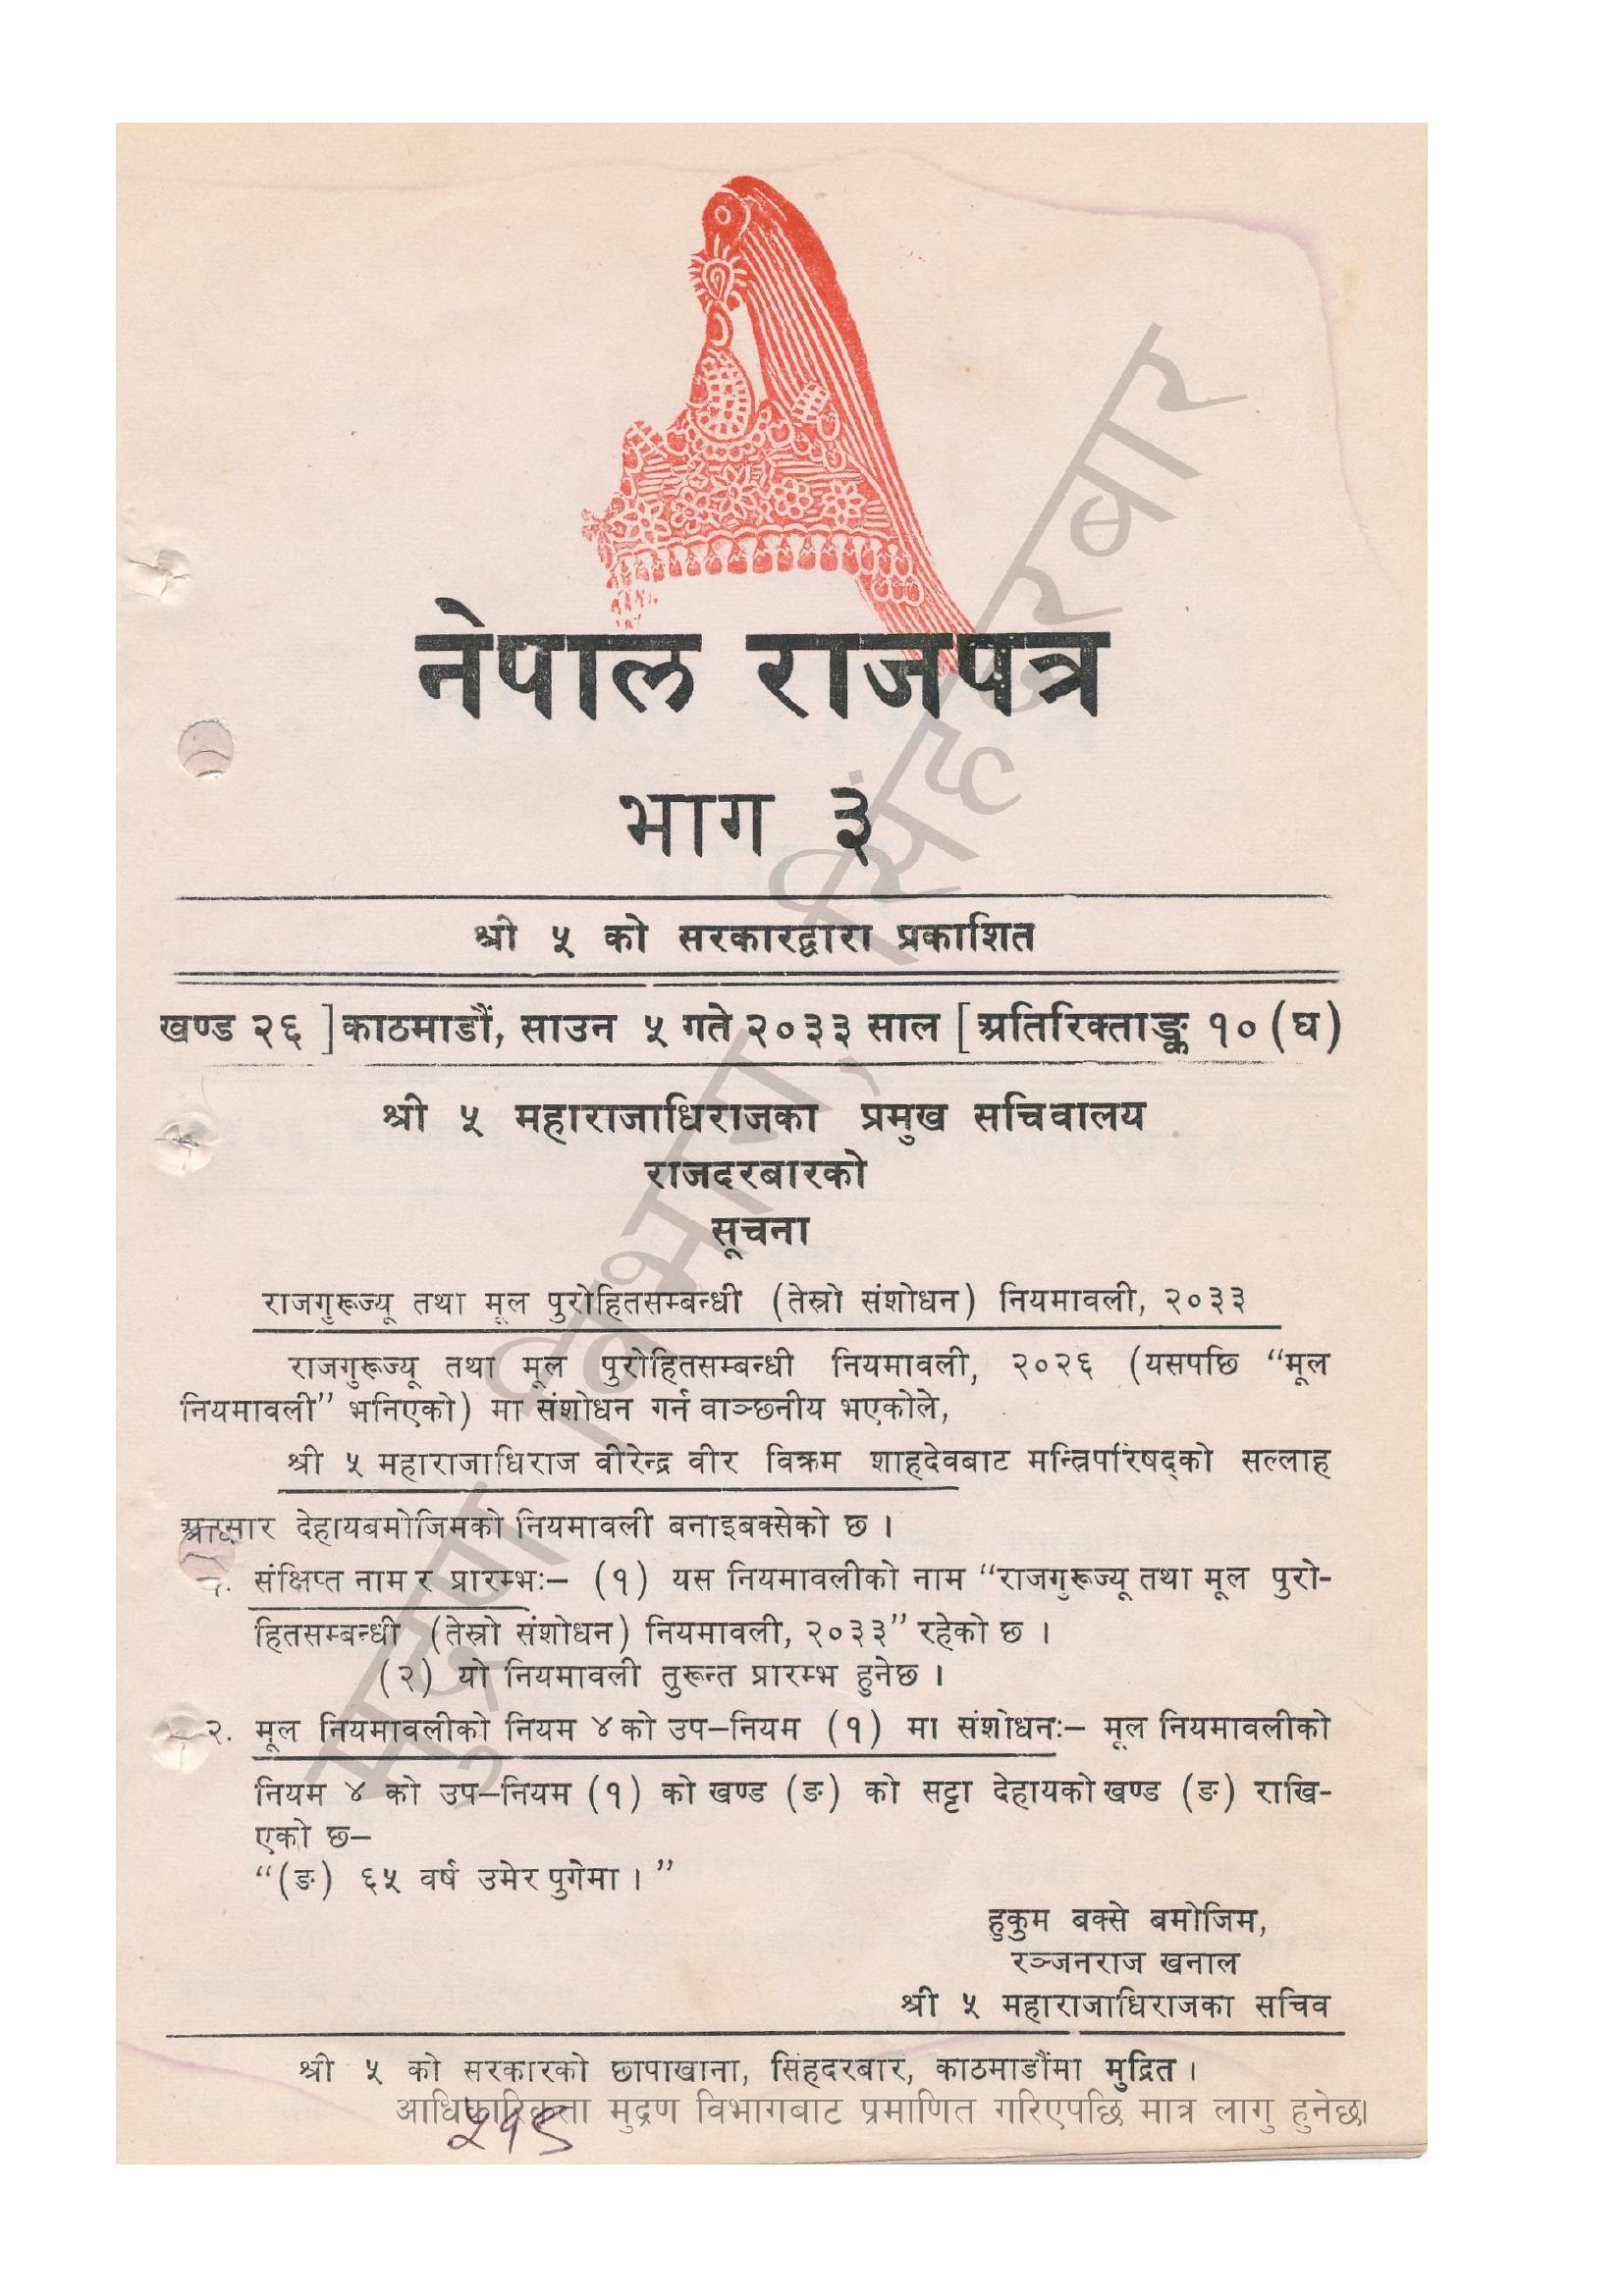 नेपाल राजपत्र
भाग ३
श्री ५ को सरकारद्वारा प्रकाशित
खण्ड २६ ] काठमाडौं, साउन ५ गते २०३३ साल [ अतिरिक्ताङ्क १० (घ)
श्री ५ महाराजाधिराजका प्रमुख सचिवालय
राजदरबारको
सूचना
राजगुरूज्यू तथा मूल पुरोहितसम्बन्धी (तेस्रो संशोधन) नियमावली, २०३३
राजगुरूज्यू तथा मूल पुरोहितसम्बन्धी नियमावली, २०२६ (यसपछि “मूल
नियमावली” भनिएको) मा संशोधन गर्न वाञ्छनीय भएकोले,
श्री ५ महाराजाधिराज वीरेन्द्र वीर विक्रम शाहदेवबाट मन्त्रिपरिषद्को सल्लाह
अनुसार देहायबमोजिमको नियमावली बनाइबक्सेको छ ।
१. संक्षिप्त नाम र प्रारम्भः– (१) यस नियमावलीको नाम “राजगुरूज्यू तथा मूल पुरो-
हितसम्बन्धी (तेस्रो संशोधन) नियमावली, २०३३” रहेको छ ।
(२) यो नियमावली तुरून्त प्रारम्भ हुनेछ ।
२. मूल नियमावलीको नियम ४ को उप–नियम (१) मा संशोधनः– मूल नियमावलीको
नियम ४ को उप–नियम (१) को खण्ड (ङ) को सट्टा देहायको खण्ड (ङ) राखि-
एको छ–
“(ङ) ६५ वर्ष उमेर पुगेमा । ”
हुकुम बक्से बमोजिम,
रञ्जनराज खनाल
श्री ५ महाराजाधिराजका सचिव
श्री ५ को सरकारको छापाखाना, सिंहदरबार, काठमाडौंमा मुद्रित ।
आधिकारिकता मुद्रण विभागबाट प्रमाणित गरिएपछि मात्र लागु हुनेछ।
५१९
मुद्रण विभाग, सिंहदरबार